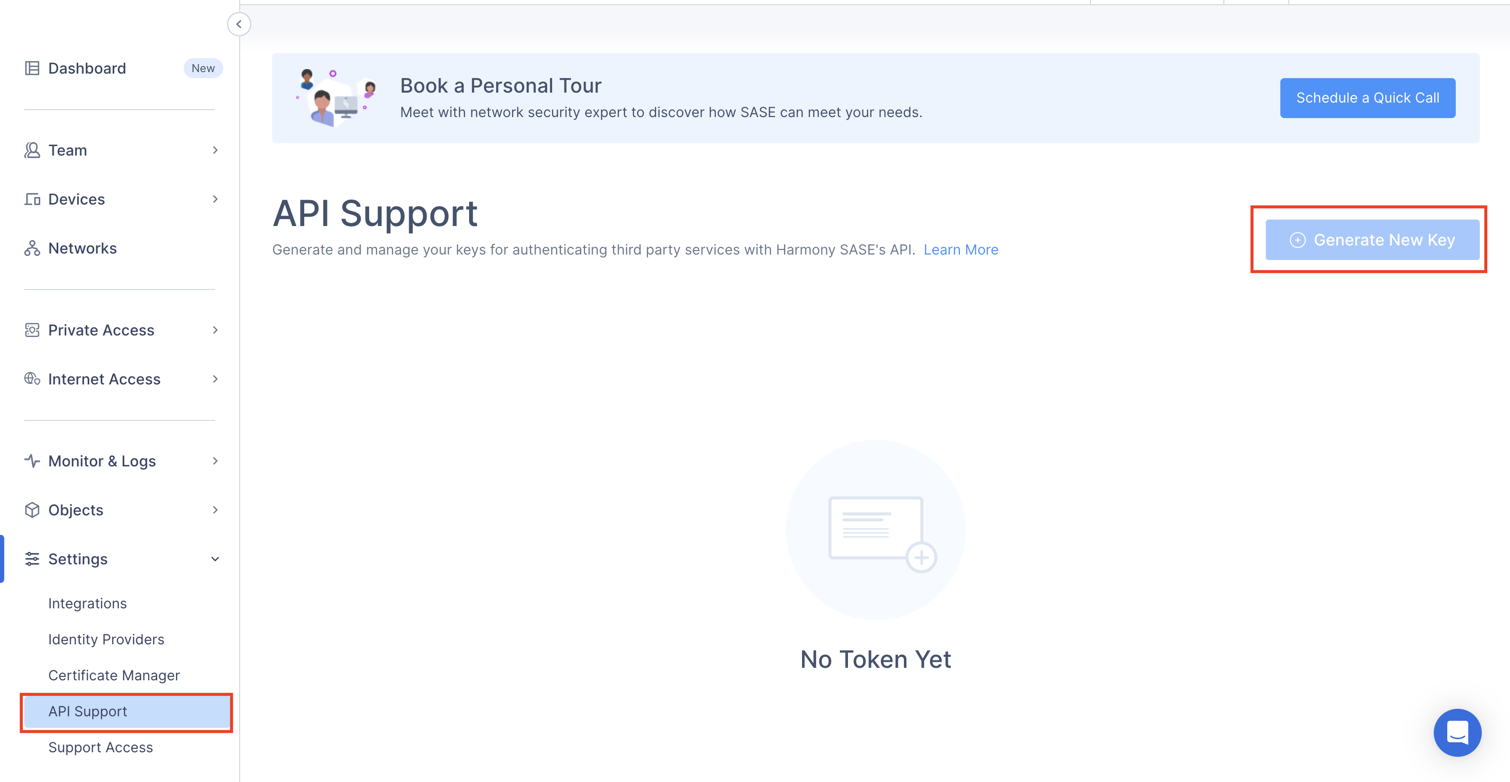 Dashboard
New
Team
Devices
Networks
Private Access
Internet Access
Monitor & Logs
Objects
Settings
Integrations
Identity Providers
Certificate Manager
API Support
Support Access
Book a Personal Tour
Meet with network security expert to discover how SASE can meet your needs.
Schedule a Quick Call
API Support
Generate and manage your keys for authenticating third party services with Harmony SASE's API. Learn More
Generate New Key
No Token Yet